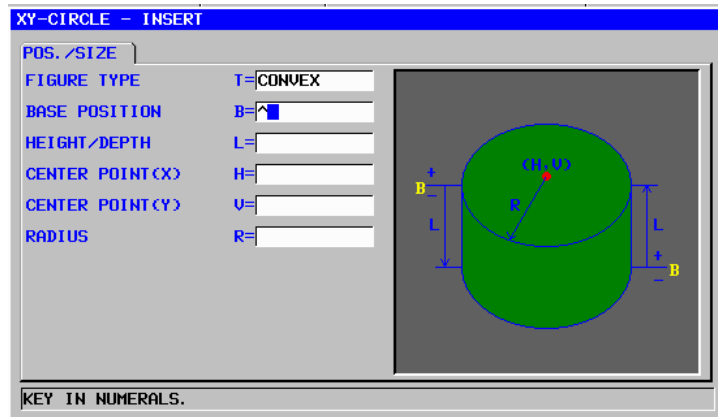 XY-CIRCLE - INSERT
POS./SIZE
FIGURE TYPE T=CONVEX
BASE POSITION B=^
HEIGHT/DEPTH L=
CENTER POINT(X) H=
CENTER POINT(Y) V=
RADIUS R=
(H,V)
+
B
-
R
L
L
+
B
-
KEY IN NUMERALS.